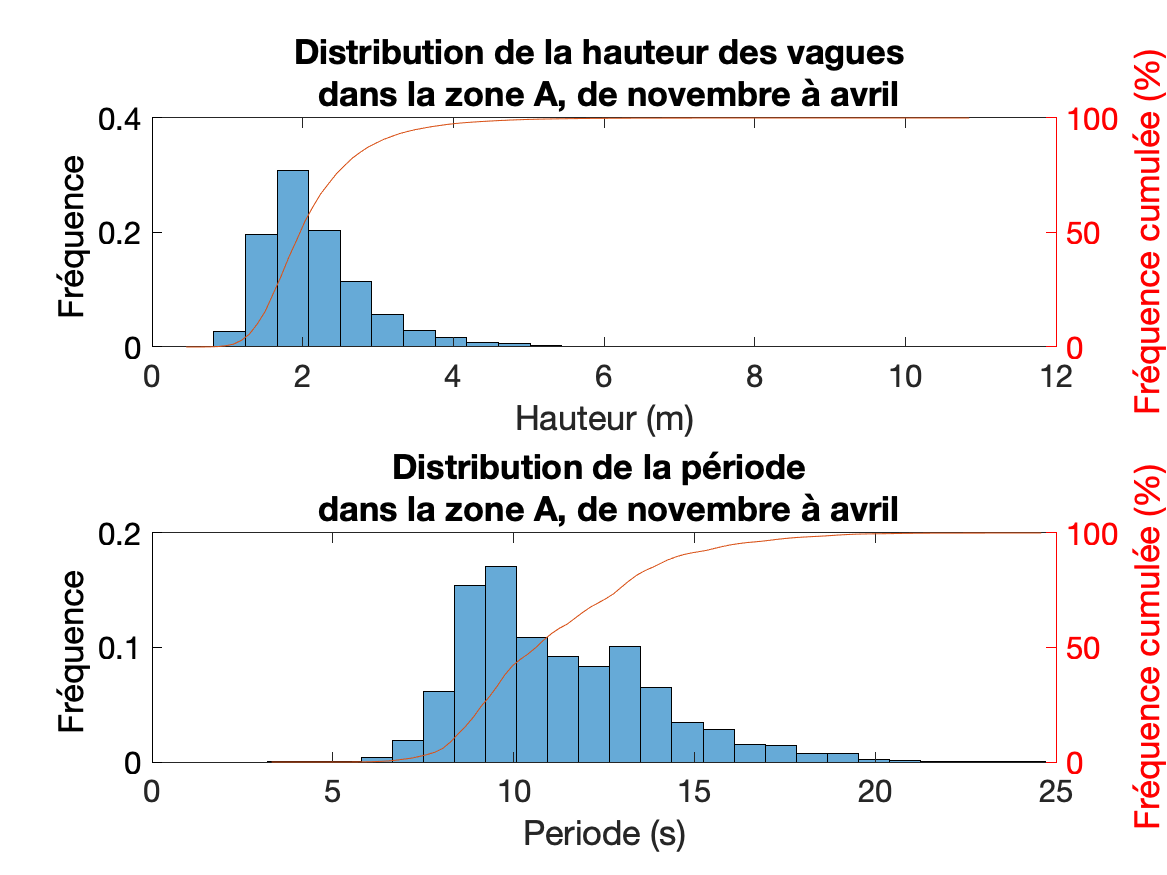 Distribution de la hauteur des vagues
dans la zone A, de novembre à avril
0.4
0.2
0
Fréquence
100
50
0
Fréquence cumulée (%)
0 2 4 6 8 10 12
Hauteur (m)
Distribution de la période
dans la zone A, de novembre à avril
0.2
0.1
0
Fréquence
100
50
0
Fréquence cumulée (%)
0 5 10 15 20 25
Periode (s)